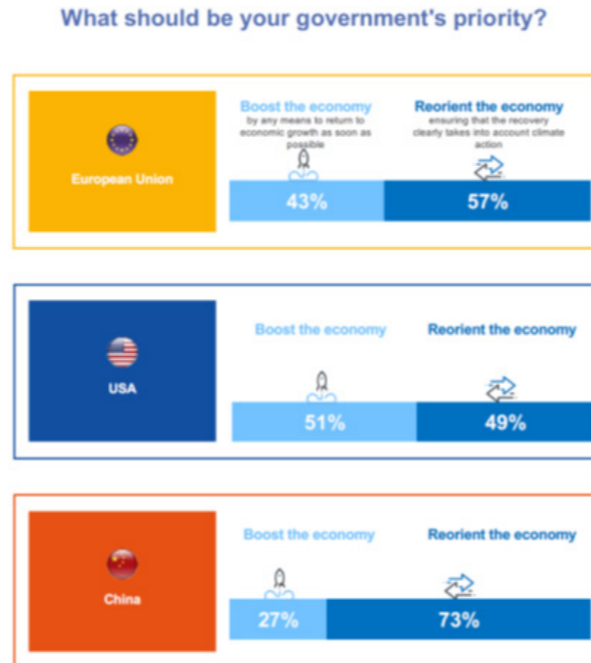 What should be your government's priority?
Boost the economy
by any means to return to
economic growth as soon as
possible
Reorient the economy
ensuring that the recovery
clearly takes into account climate
action
European Union
43%
57%
Boost the economy
Reorient the economy
USA
51%
49%
Boost the economy
Reorient the economy
China
27%
73%